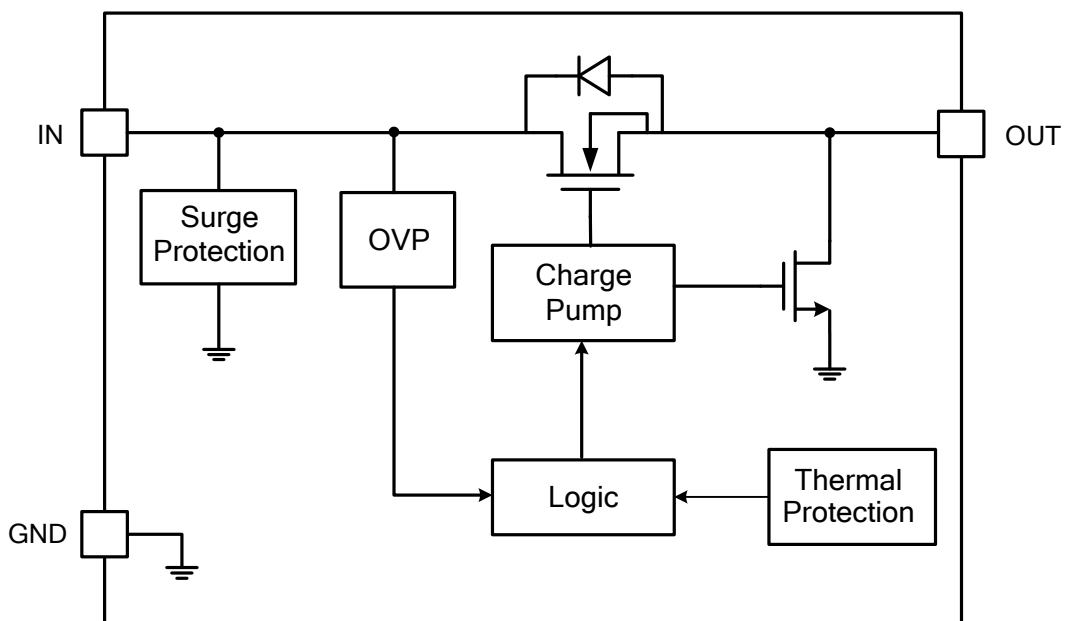 IN
OUT
Surge
Protection
OVP
Charge
Pump
Logic
Thermal
Protection
GND